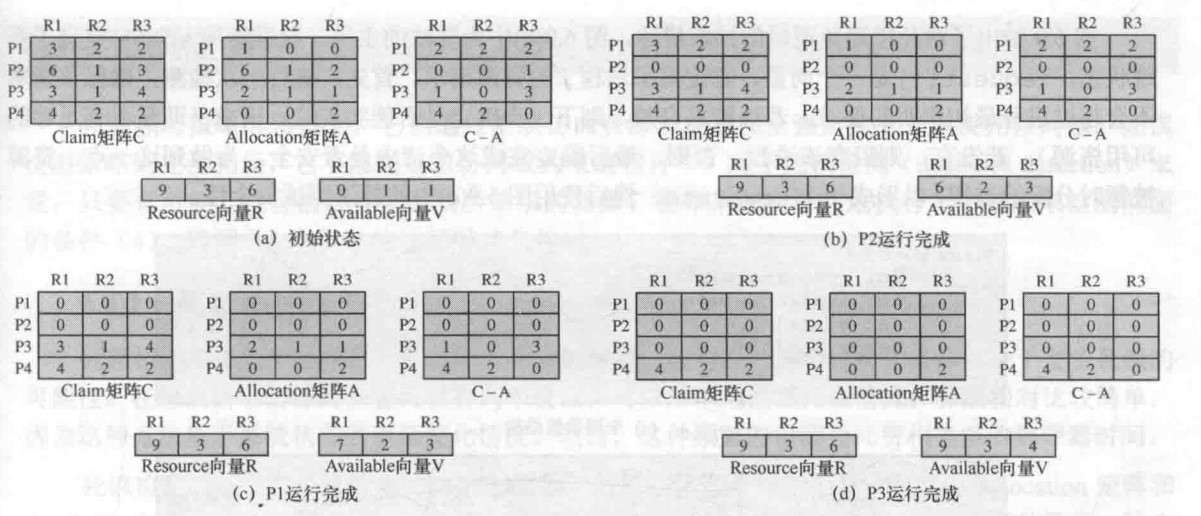 R1 R2 R3 R1 R2 R3 R1 R2 R3
P1 3 2 2 P1 1 0 0 P1 2 2 2
P2 6 1 3 P2 6 1 2 P2 0 0 1
P3 3 1 4 P3 2 1 1 P3 1 0 3
P4 4 2 2 P4 0 0 2 P4 4 2 0
Claim矩阵C Allocation矩阵A C-A
R1 R2 R3 R1 R2 R3
9 3 6 0 1 1
Resource向量R Available向量V
(a) 初始状态
R1 R2 R3 R1 R2 R3 R1 R2 R3
P1 3 2 2 P1 1 0 0 P1 2 2 2
P2 0 0 0 P2 0 0 0 P2 0 0 1
P3 3 1 4 P3 2 1 1 P3 1 0 3
P4 4 2 2 P4 0 0 2 P4 4 2 0
Claim矩阵C Allocation矩阵A C-A
R1 R2 R3 R1 R2 R3
9 3 6 6 2 3
Resource向量R Available向量V
(b) P2运行完成
R1 R2 R3 R1 R2 R3 R1 R2 R3
P1 0 0 0 P1 0 0 0 P1 0 0 0
P2 0 0 0 P2 0 0 0 P2 0 0 0
P3 3 1 4 P3 2 1 1 P3 1 0 3
P4 4 2 2 P4 0 0 2 P4 4 2 0
Claim矩阵C Allocation矩阵A C-A
R1 R2 R3 R1 R2 R3
9 3 6 7 2 3
Resource向量R Available向量V
(c) P1运行完成
R1 R2 R3 R1 R2 R3 R1 R2 R3
P1 0 0 0 P1 0 0 0 P1 0 0 0
P2 0 0 0 P2 0 0 0 P2 0 0 0
P3 0 0 0 P3 0 0 0 P3 0 0 0
P4 4 2 2 P4 0 0 2 P4 4 2 0
Claim矩阵C Allocation矩阵A C-A
R1 R2 R3 R1 R2 R3
9 3 6 9 3 4
Resource向量R Available向量V
(d) P3运行完成